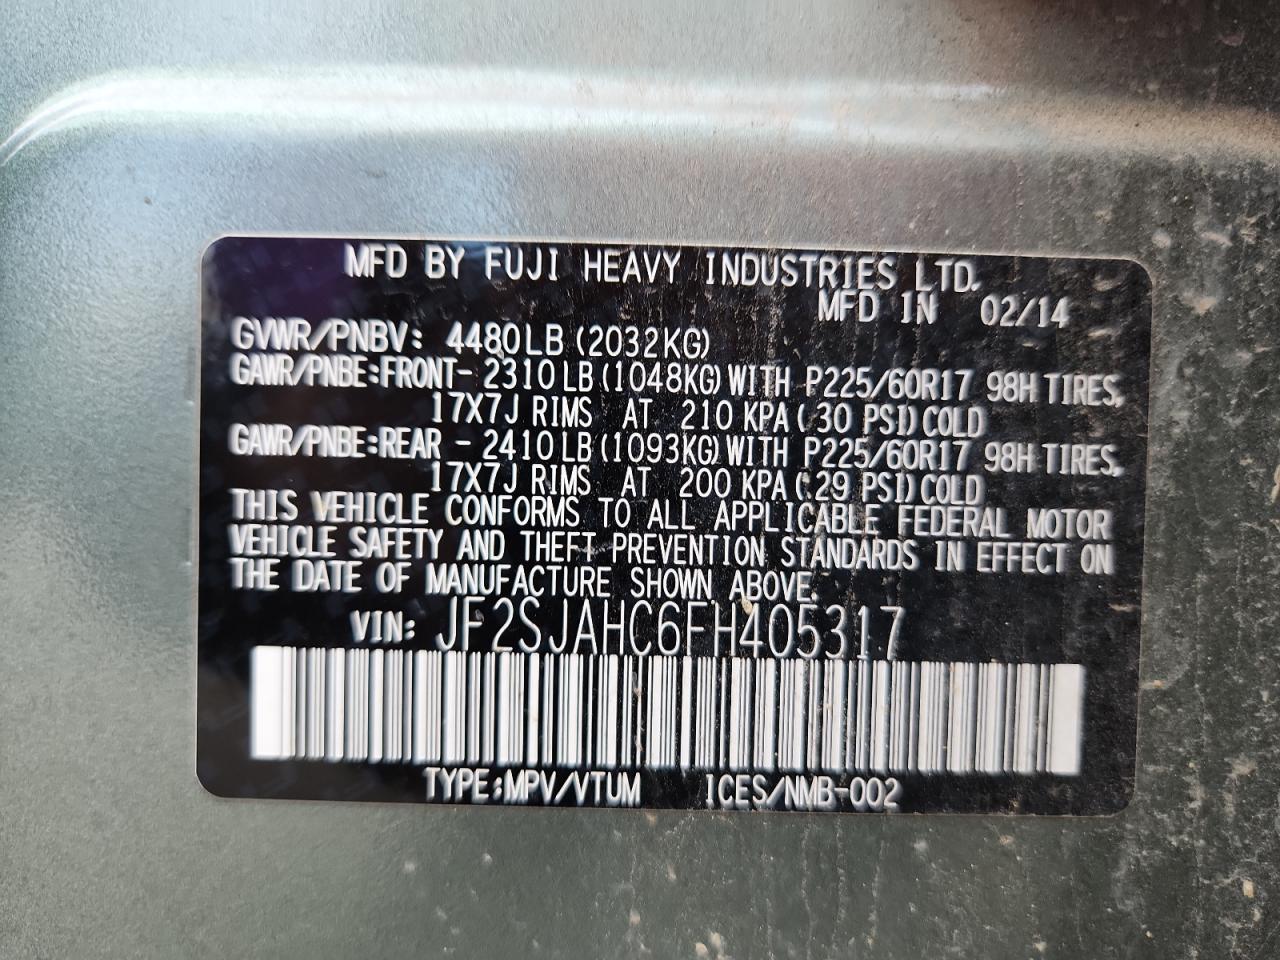 MFD BY FUJI HEAVY INDUSTRIES LTD.
MFD IN 02/14
GVWR/PNBV: 4480LB (2032KG)
GAWR/PNBE:FRONT- 2310LB (1048KG) WITH P225/60R17 98H TIRES,
17X7J RIMS AT 210 KPA ( 30 PSI) COLD
GAWR/PNBE:REAR - 2410LB (1093KG) WITH P225/60R17 98H TIRES,
17X7J RIMS AT 200 KPA ( 29 PSI) COLD
THIS VEHICLE CONFORMS TO ALL APPLICABLE FEDERAL MOTOR
VEHICLE SAFETY AND THEFT PREVENTION STANDARDS IN EFFECT ON
THE DATE OF MANUFACTURE SHOWN ABOVE.
VIN: JF2SJAHC6FH405317
TYPE:MPV/VTUM ICES/NMB-002